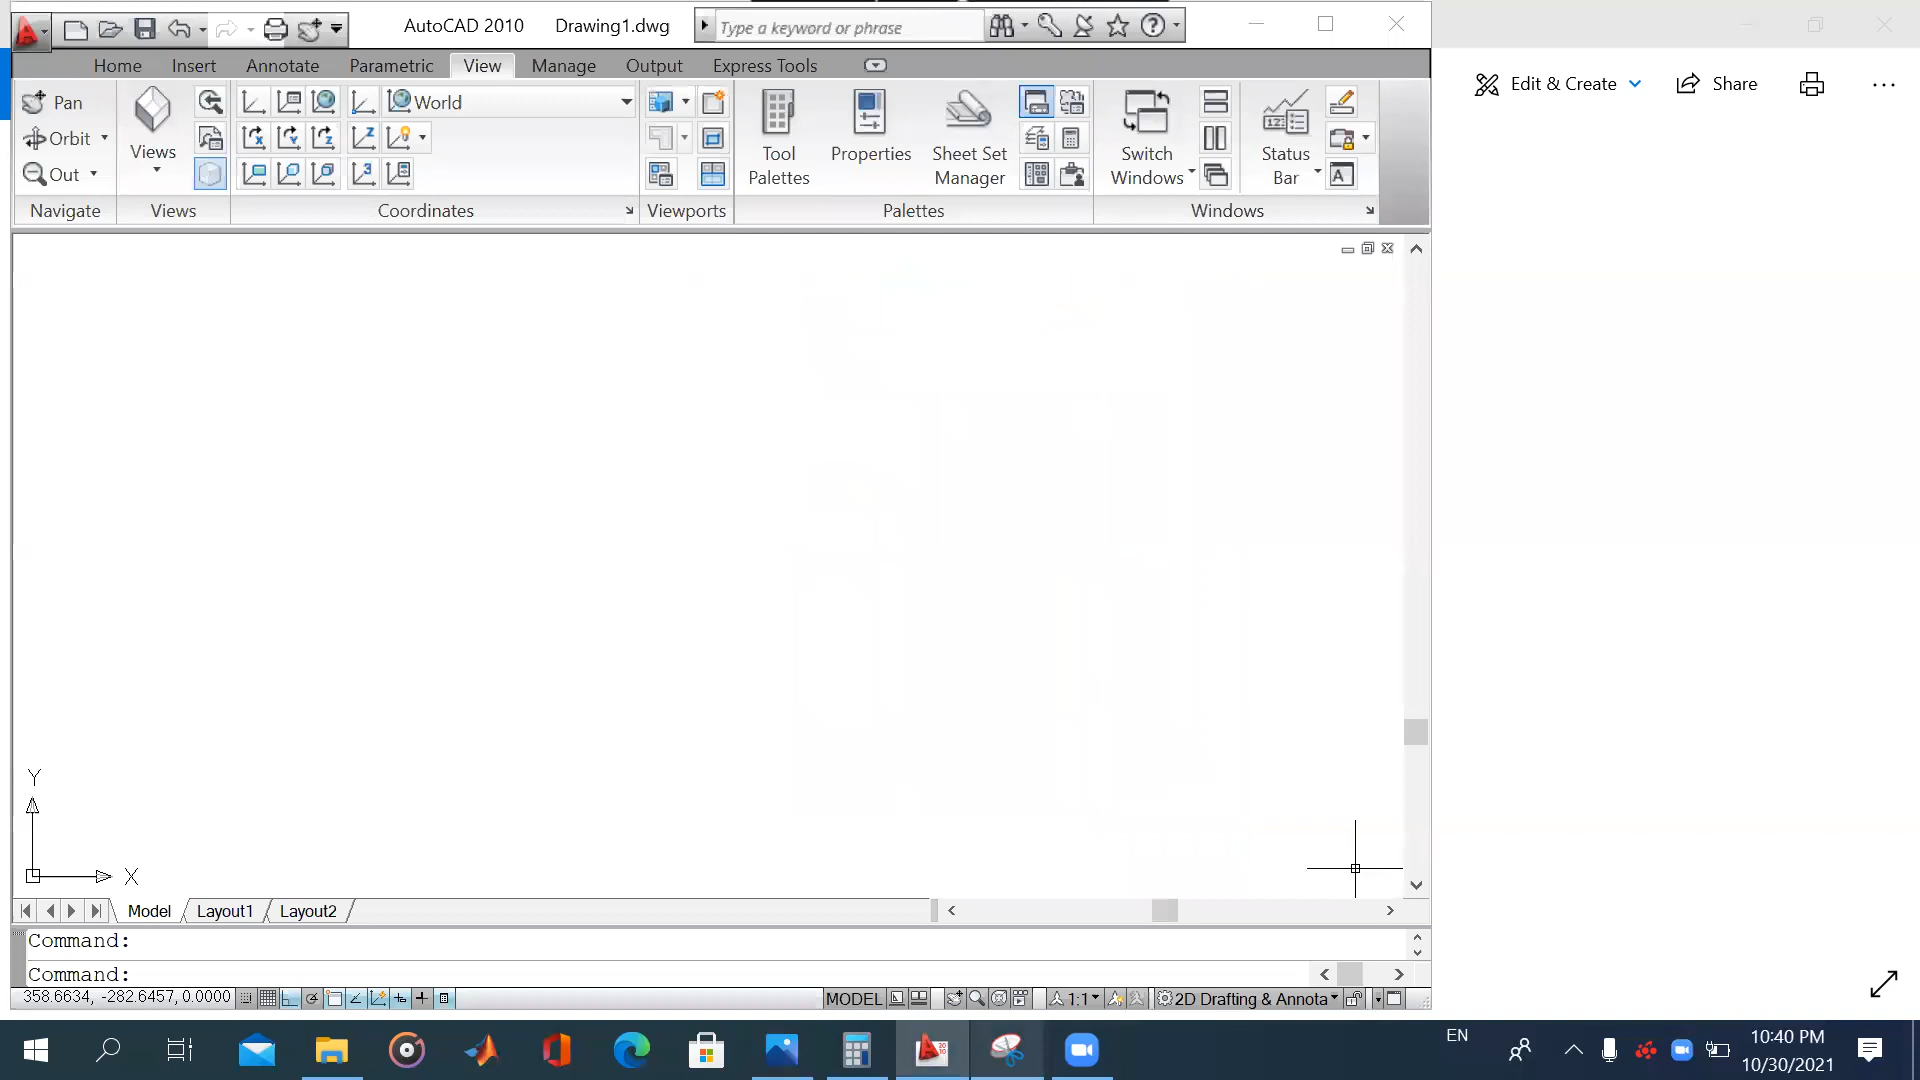 AutoCAD 2010 Drawing1.dwg Type a keyword or phrase
Home Insert Annotate Parametric View Manage Output Express Tools
Edit & Create Share
Pan
World
Orbit
Views
Tool
Palettes
Properties
Sheet Set
Manager
Switch
Windows
Status
Bar
Out
Navigate Views Coordinates Viewports Palettes Windows
Y
X
Model Layout1 Layout2
Command:
Command:
358.6634, -282.6457, 0.0000 MODEL 1:1 2D Drafting & Annota
EN
10:40 PM
10/30/2021